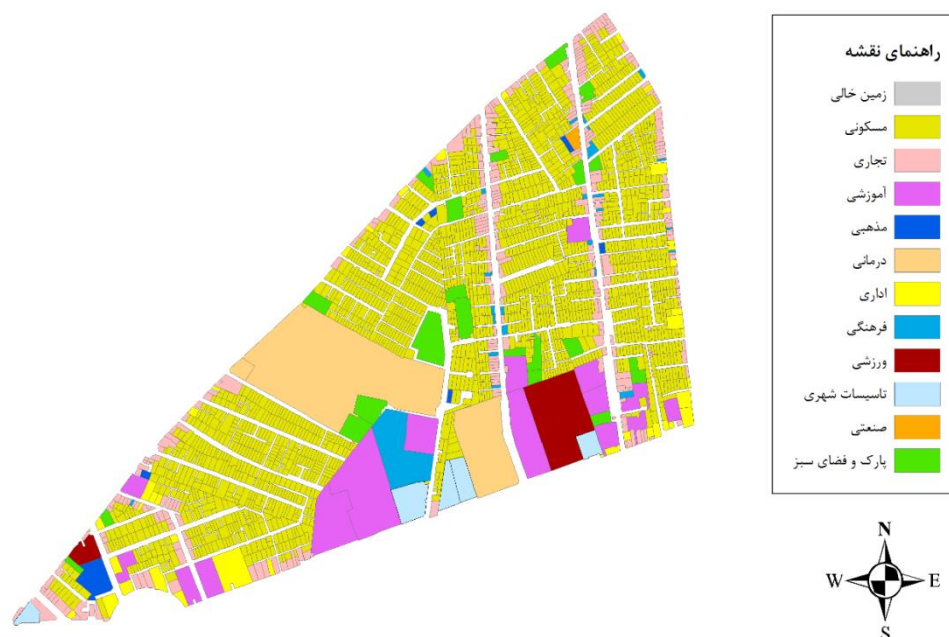 راهنمای نقشه
زمین خالی
مسکونی
تجاری
آموزشی
مذهبی
درمانی
اداری
فرهنگی
ورزشی
تاسیسات شهری
صنعتی
پارک و فضای سبز
N
W E
S